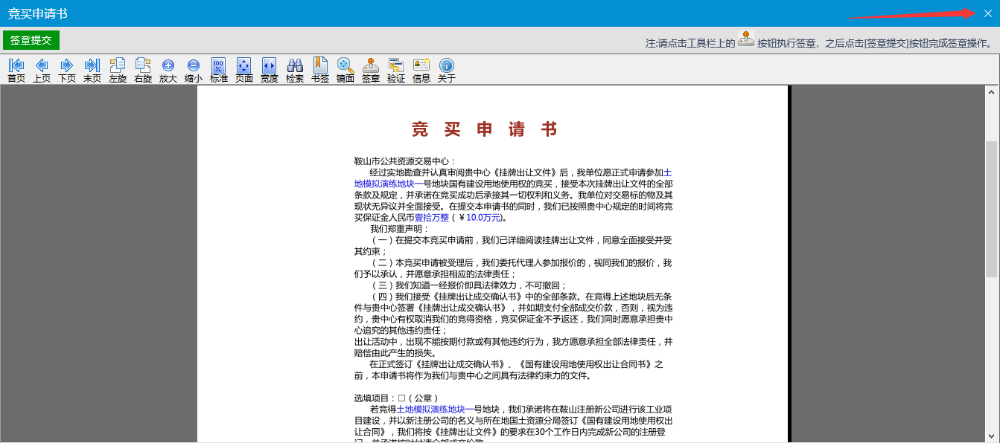 竞买申请书
签章提交
注:请点击工具栏上的 按钮执行签章，之后点击[签章提交]按钮完成签章操作。
首页 上页 下页 末页 左旋 右旋 放大 缩小 标准 页面 宽度 检索 书签 镜面 签章 验证 信息 关于
竞买申请书
鞍山市公共资源交易中心：
经过实地勘查并认真审阅贵中心《挂牌出让文件》后，我单位愿正式申请参加土
地模拟演练地块一号地块国有建设用地使用权的竞买，接受本次挂牌出让文件的全部
条款及规定，并承诺在竞买成功后承接其一切权利和义务。我单位对交易标的物及其
现状无异议并全面接受。在提交本申请书的同时，我们已按照贵中心规定的时间将竞
买保证金人民币壹拾万整（￥10.0万元)。
我们郑重声明：
（一）在提交本竞买申请前，我们已详细阅读挂牌出让文件，同意全面接受并受
其约束；
（二）本竞买申请被受理后，我们委托代理人参加报价的，视同我们的报价，我
们予以承认，并愿意承担相应的法律责任；
（三）我们知道一经报价即具法律效力，不可撤回；
（四）我们接受《挂牌出让成交确认书》中的全部条款。在竞得上述地块后无条
件与贵中心签署《挂牌出让成交确认书》，并如期支付全部成交价款，否则，视为违
约，贵中心有权取消我们的竞得资格，竞买保证金不予返还，我们同时愿意承担贵中
心追究的其他违约责任；
出让活动中，出现不能按期付款或有其他违约行为，我方愿意承担全部法律责任，并
赔偿由此产生的损失。
在正式签订《挂牌出让成交确认书》、《国有建设用地使用权出让合同书》之
前，本申请书将作为我们与贵中心之间具有法律约束力的文件。
选填项目：□（公章）
若竞得土地模拟演练地块一号地块，我们承诺将在鞍山注册新公司进行该工业项
目建设，并以新注册公司的名义与所在地国土资源分局签订《国有建设用地使用权出
让合同》，我们将按《挂牌出让文件》的要求在30个工作日内完成新公司的注册登